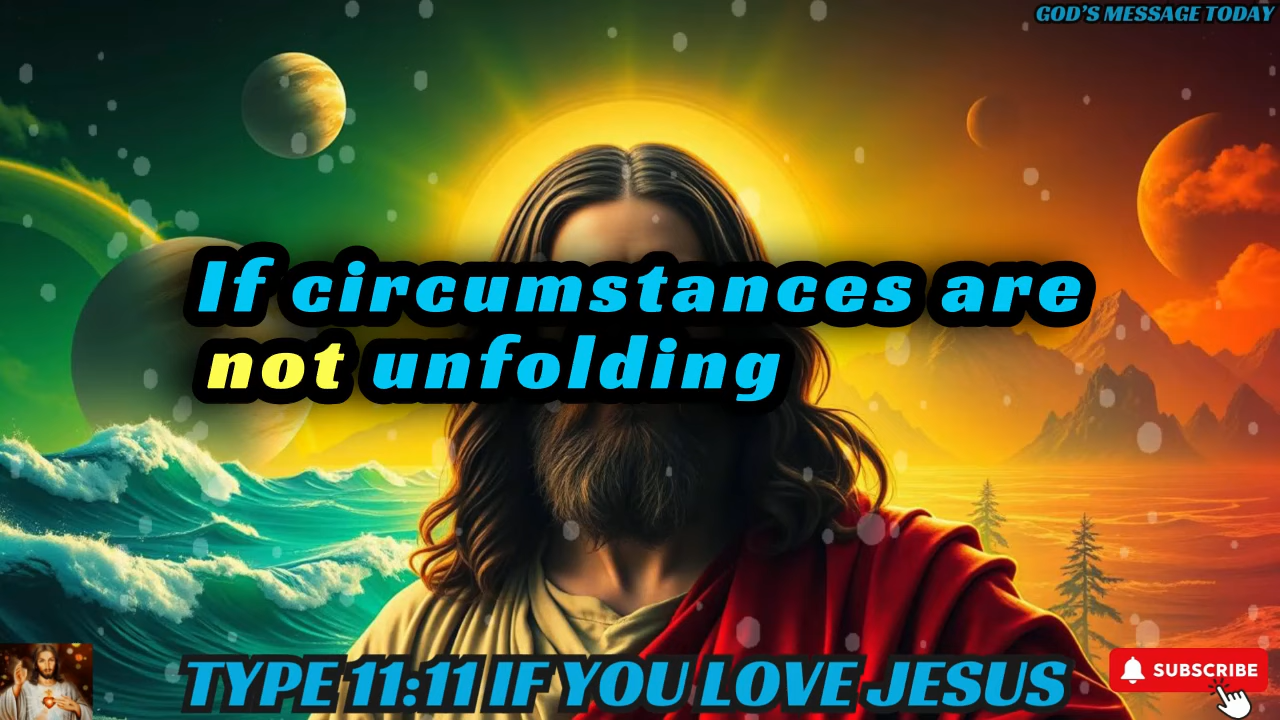 GOD'S MESSAGE TODAY
If circumstances are
not unfolding
TYPE 11:11 IF YOU LOVE JESUS
SUBSCRIBE